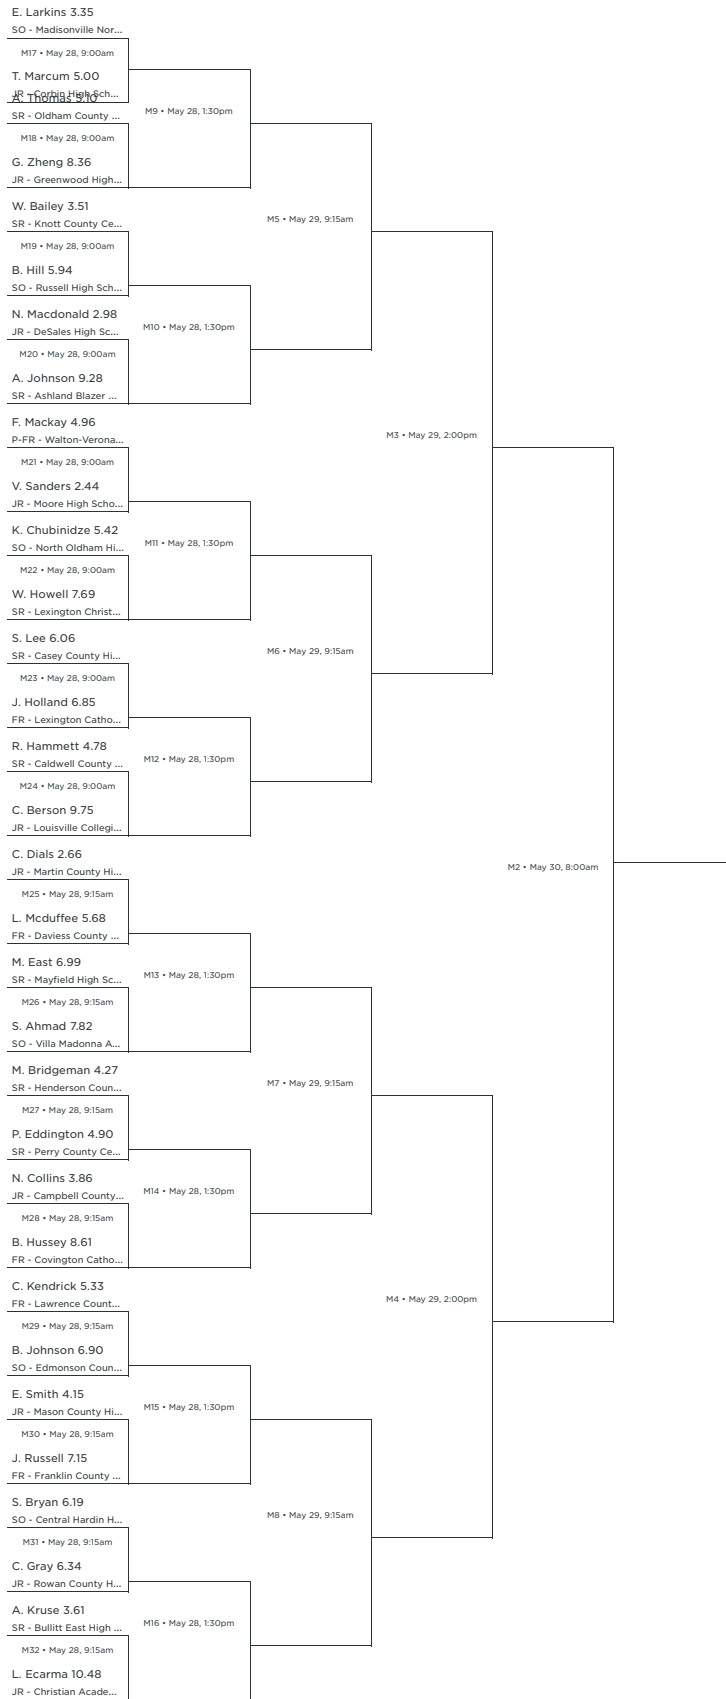 E. Larkins 3.35
SO - Madisonville Nor...
M17 • May 28, 9:00am
T. Marcum 5.00
JR - Corbin High Sch...
A. Thomas 5.10
SR - Oldham County ...
M9 • May 28, 1:30pm
M18 • May 28, 9:00am
G. Zheng 8.36
JR - Greenwood High...
W. Bailey 3.51
SR - Knott County Ce...
M5 • May 29, 9:15am
M19 • May 28, 9:00am
B. Hill 5.94
SO - Russell High Sch...
N. Macdonald 2.98
JR - DeSales High Sc...
M10 • May 28, 1:30pm
M20 • May 28, 9:00am
A. Johnson 9.28
SR - Ashland Blazer ...
F. Mackay 4.96
P-FR - Walton-Verona...
M3 • May 29, 2:00pm
M21 • May 28, 9:00am
V. Sanders 2.44
JR - Moore High Scho...
K. Chubinidze 5.42
SO - North Oldham Hi...
M11 • May 28, 1:30pm
M22 • May 28, 9:00am
W. Howell 7.69
SR - Lexington Christ...
S. Lee 6.06
SR - Casey County Hi...
M6 • May 29, 9:15am
M23 • May 28, 9:00am
J. Holland 6.85
FR - Lexington Catho...
R. Hammett 4.78
SR - Caldwell County ...
M12 • May 28, 1:30pm
M24 • May 28, 9:00am
C. Berson 9.75
JR - Louisville Collegi...
C. Dials 2.66
JR - Martin County Hi...
M2 • May 30, 8:00am
M25 • May 28, 9:15am
L. Mcduffee 5.68
FR - Daviess County ...
M. East 6.99
SR - Mayfield High Sc...
M13 • May 28, 1:30pm
M26 • May 28, 9:15am
S. Ahmad 7.82
SO - Villa Madonna A...
M. Bridgeman 4.27
SR - Henderson Coun...
M7 • May 29, 9:15am
M27 • May 28, 9:15am
P. Eddington 4.90
SR - Perry County Ce...
N. Collins 3.86
JR - Campbell County...
M14 • May 28, 1:30pm
M28 • May 28, 9:15am
B. Hussey 8.61
FR - Covington Catho...
C. Kendrick 5.33
FR - Lawrence Count...
M4 • May 29, 2:00pm
M29 • May 28, 9:15am
B. Johnson 6.90
SO - Edmonson Coun...
E. Smith 4.15
JR - Mason County Hi...
M15 • May 28, 1:30pm
M30 • May 28, 9:15am
J. Russell 7.15
FR - Franklin County ...
S. Bryan 6.19
SO - Central Hardin H...
M8 • May 29, 9:15am
M31 • May 28, 9:15am
C. Gray 6.34
JR - Rowan County H...
A. Kruse 3.61
SR - Bullitt East High ...
M16 • May 28, 1:30pm
M32 • May 28, 9:15am
L. Ecarma 10.48
JR - Christian Acade...